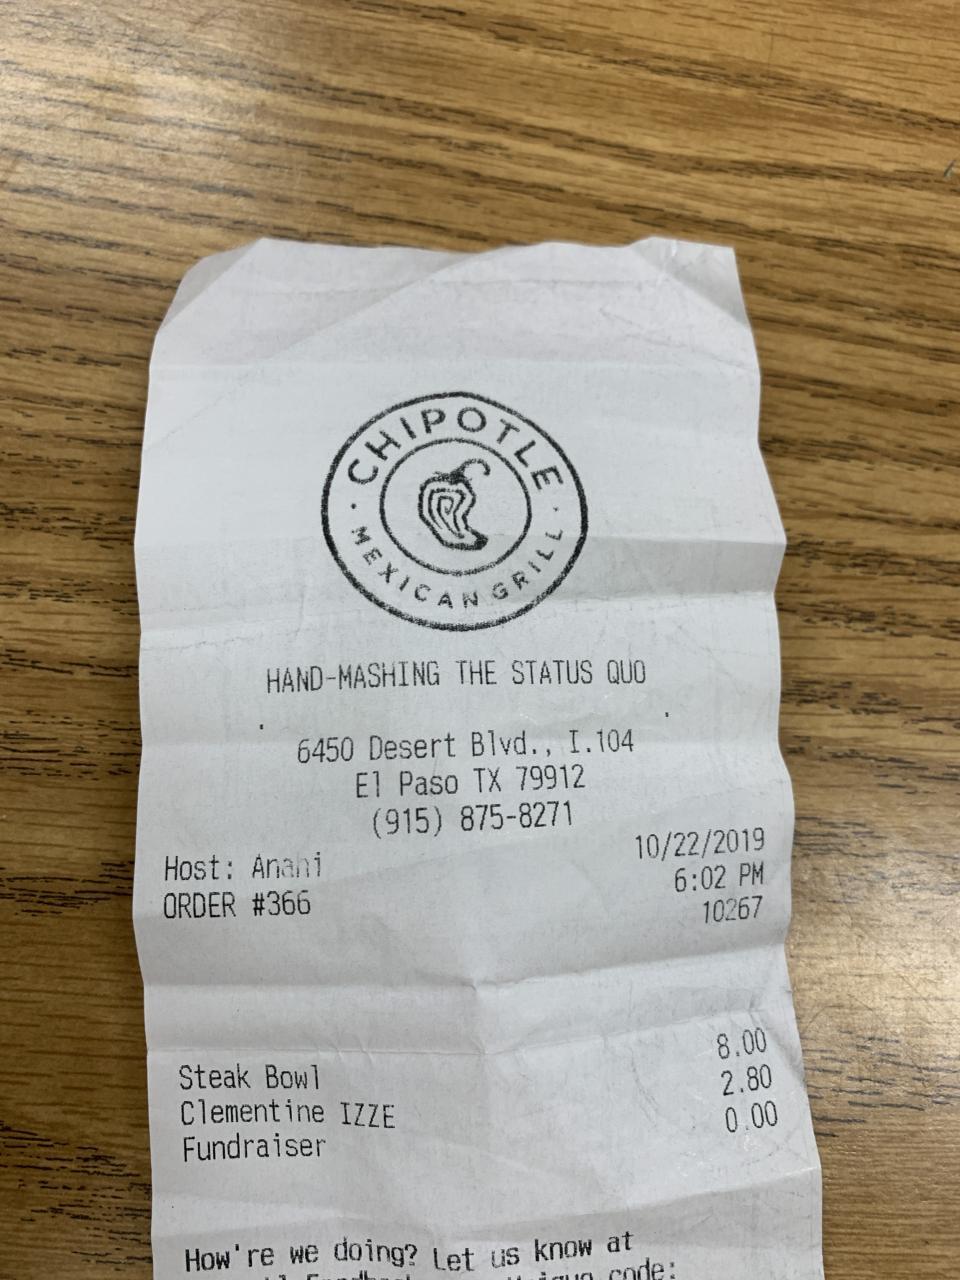 CHIPOTLE
MEXICAN GRILL
HAND-MASHING THE STATUS QUO
6450 Desert Blvd., I.104
El Paso TX 79912
(915) 875-8271
Host: Anahi 10/22/2019
ORDER #366 6:02 PM
10267
Steak Bowl 8.00
Clementine IZZE 2.80
Fundraiser 0.00
How're we doing? Let us know at
code: